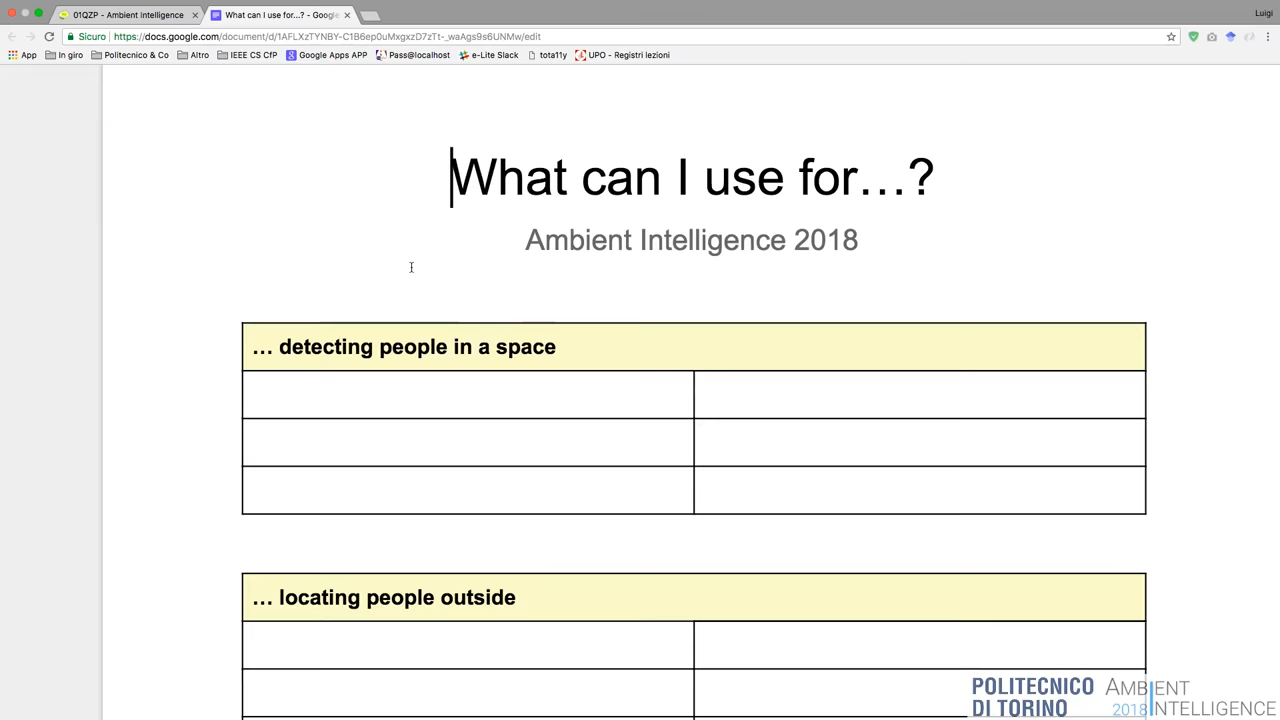 01QZP - Ambient Intelligence
What can I use for...? - Google
Luigi
Sicuro https://docs.google.com/document/d/1AFLXzTYNBY-C1B6ep0uMxgxzD7zTt-_waAgs9s6UNMw/edit
App In giro Politecnico & Co Altro IEEE CS CfP Google Apps APP Pass@localhost e-Lite Slack tota11y UPO - Registri lezioni
What can I use for…?
Ambient Intelligence 2018
… detecting people in a space
… locating people outside
POLITECNICO
DI TORINO
AMBIENT
2018 INTELLIGENCE